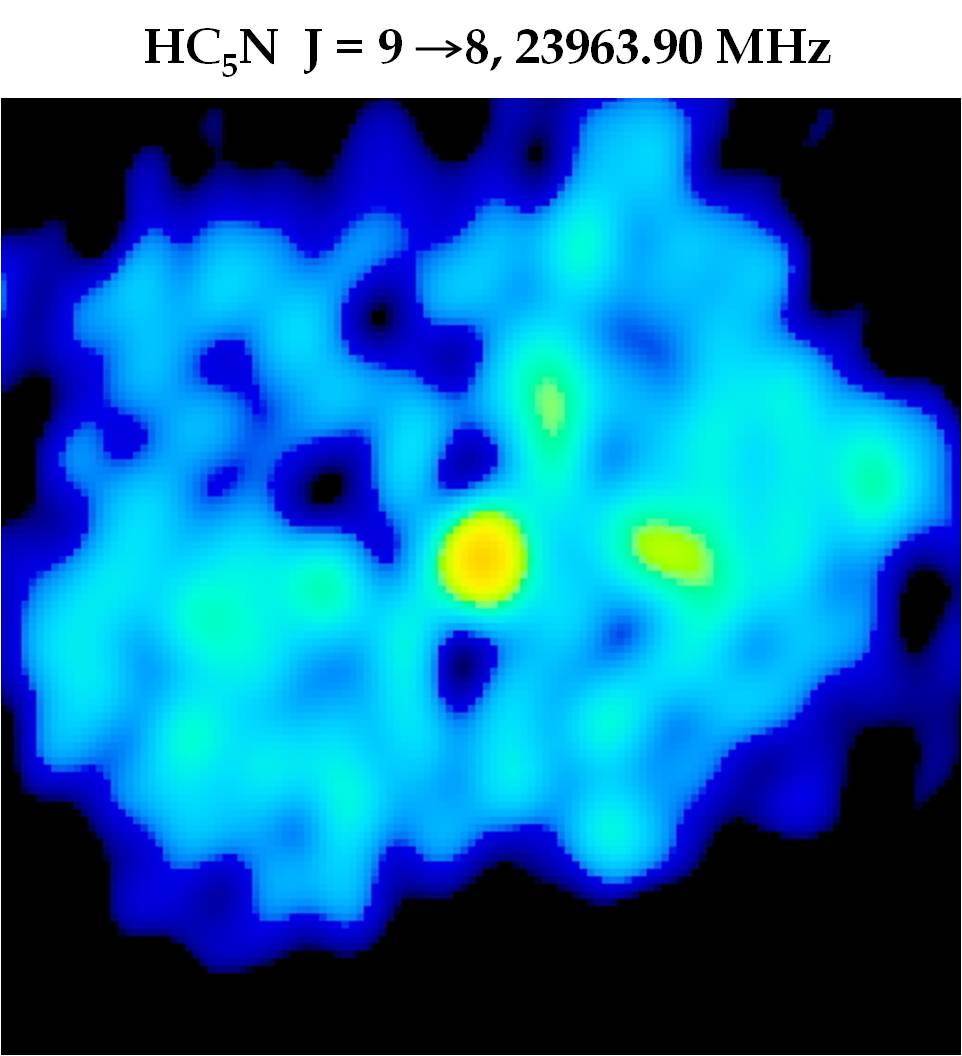 HC₅N J = 9 →8, 23963.90 MHz